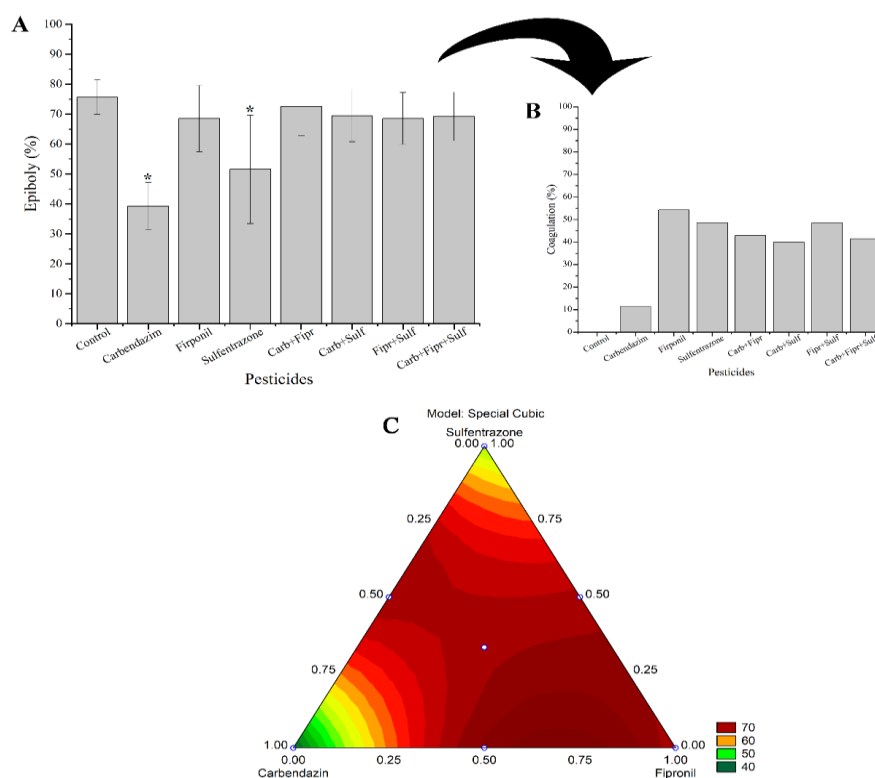 A
100
90
80
70
60
50
40
30
20
10
0
Epiboly (%)
*
*
Control
Carbendazim
Firponil
Sulfentrazone
Carb+Fipr
Carb+Sulf
Fipr+Sulf
Carb+Fipr+Sulf
Pesticides
B
100
90
80
70
60
50
40
30
20
10
0
Coagulation (%)
Control
Carbendazim
Firponil
Sulfentrazone
Carb+Fipr
Carb+Sulf
Fipr+Sulf
Carb+Fipr+Sulf
Pesticides
C
Model: Special Cubic
Sulfentrazone
0.00 1.00
0.25 0.75
0.50 0.50
0.75 0.25
1.00 0.00
0.00 0.25 0.50 0.75 1.00
Carbendazin Fipronil
70
60
50
40